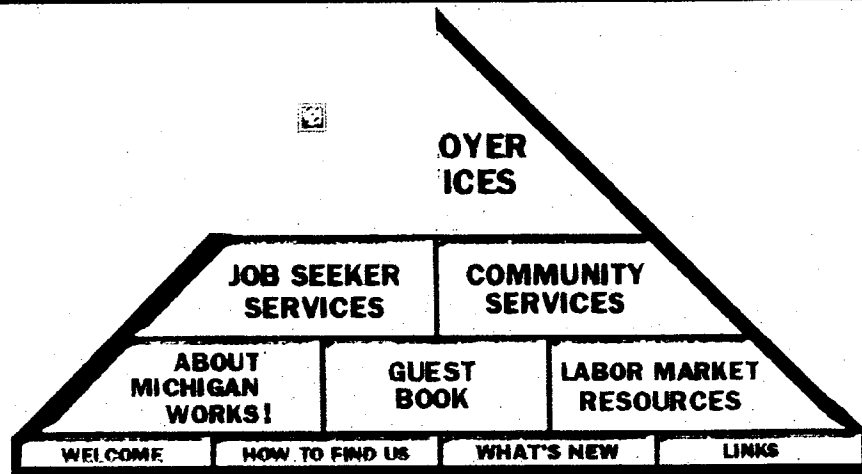 OYER
ICES
JOB SEEKER
SERVICES
COMMUNITY
SERVICES
ABOUT
MICHIGAN
WORKS!
GUEST
BOOK
LABOR MARKET
RESOURCES
WELCOME
HOW TO FIND US
WHAT'S NEW
LINKS